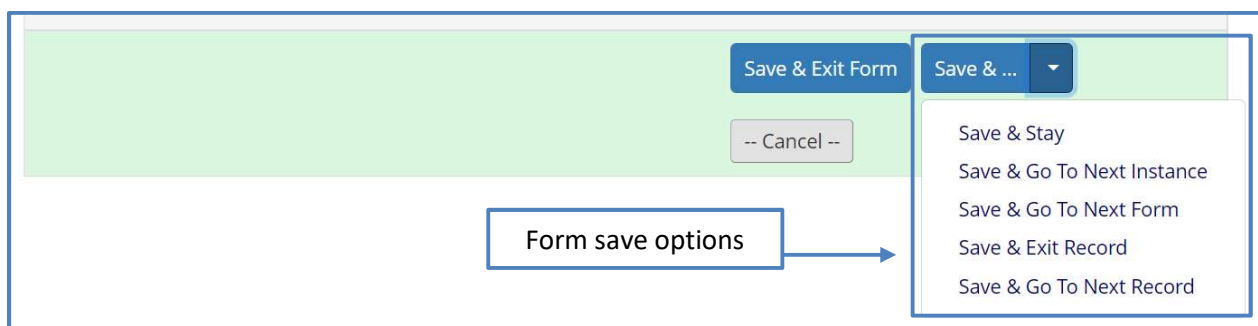 Save & Exit Form
Save & ...
-- Cancel --
Save & Stay
Save & Go To Next Instance
Save & Go To Next Form
Save & Exit Record
Save & Go To Next Record
Form save options